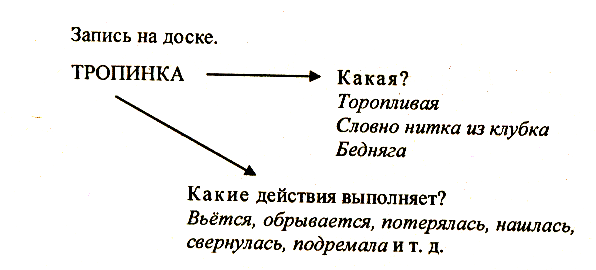 Запись на доске.
ТРОПИНКА
Какая?
Торопливая
Словно нитка из клубка
Бедняга
Какие действия выполняет?
Вьётся, обрывается, потерялась, нашлась,
свернулась, подремала и т. д.